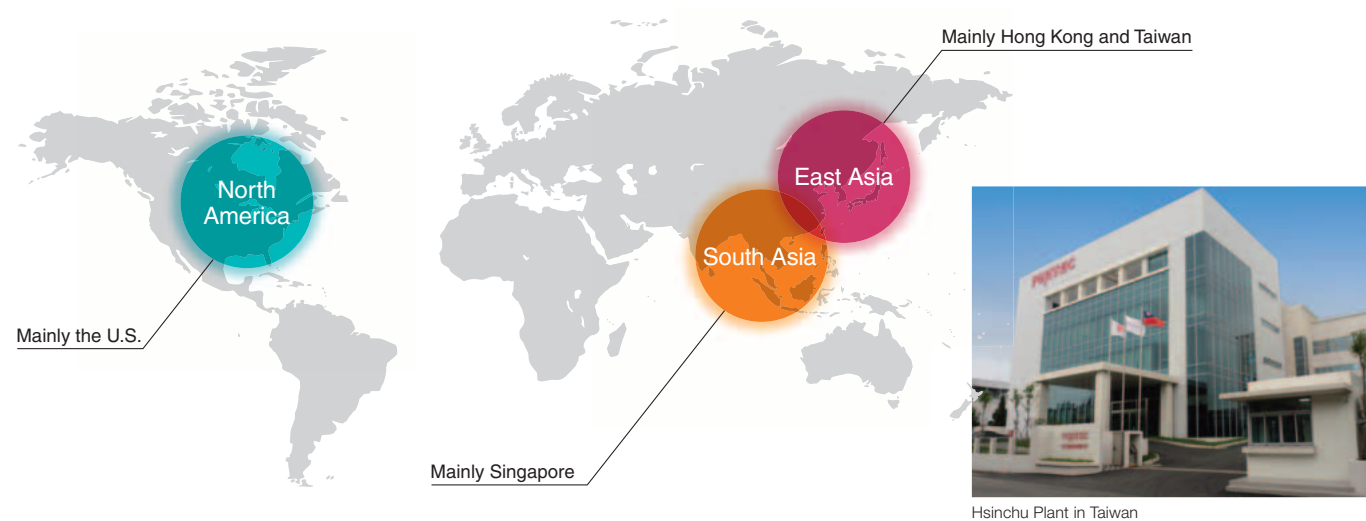 Mainly Hong Kong and Taiwan
North
America
East Asia
South Asia
Mainly the U.S.
Mainly Singapore
FUJITEC
Hsinchu Plant in Taiwan